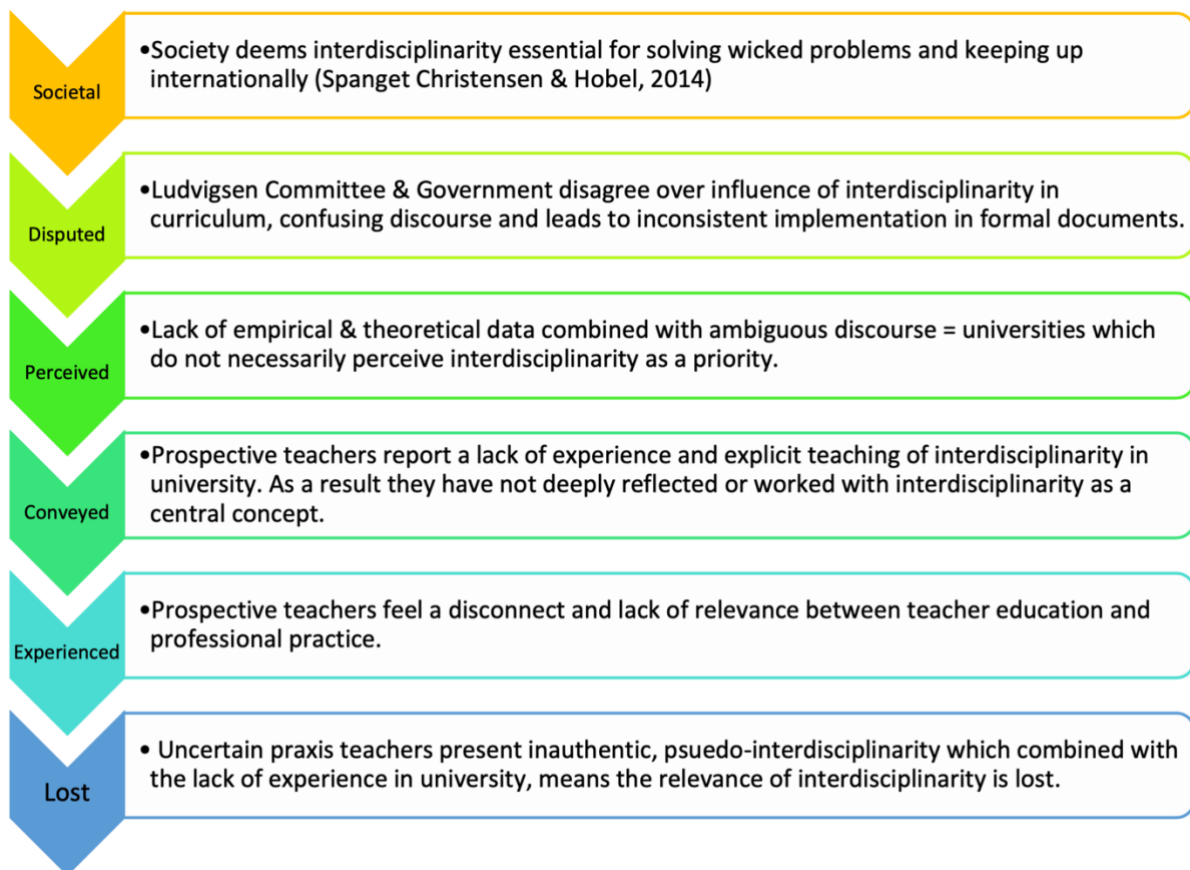 Societal
•Society deems interdisciplinarity essential for solving wicked problems and keeping up
internationally (Spanget Christensen & Hobel, 2014)
Disputed
•Ludvigsen Committee & Government disagree over influence of interdisciplinarity in
curriculum, confusing discourse and leads to inconsistent implementation in formal documents.
Perceived
•Lack of empirical & theoretical data combined with ambiguous discourse = universities which
do not necessarily perceive interdisciplinarity as a priority.
Conveyed
•Prospective teachers report a lack of experience and explicit teaching of interdisciplinarity in
university. As a result they have not deeply reflected or worked with interdisciplinarity as a
central concept.
Experienced
•Prospective teachers feel a disconnect and lack of relevance between teacher education and
professional practice.
Lost
• Uncertain praxis teachers present inauthentic, psuedo-interdisciplinarity which combined with
the lack of experience in university, means the relevance of interdisciplinarity is lost.